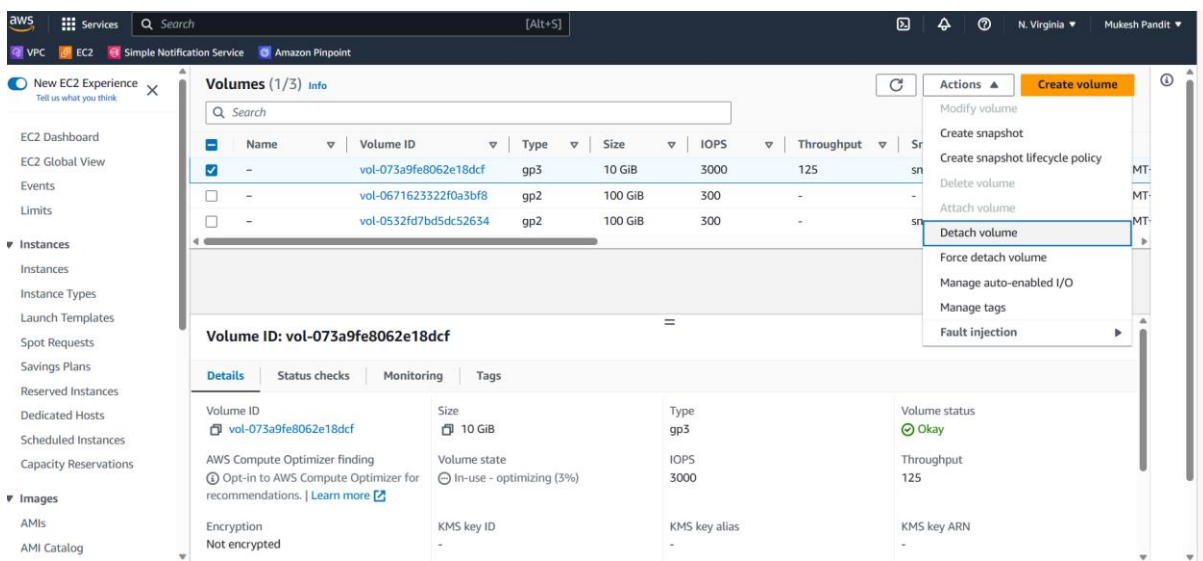 aws Services Search [Alt+S] N. Virginia ▼ Mukesh Pandit ▼
VPC EC2 Simple Notification Service Amazon Pinpoint
New EC2 Experience
Tell us what you think
EC2 Dashboard
EC2 Global View
Events
Limits
Instances
Instances
Instance Types
Launch Templates
Spot Requests
Savings Plans
Reserved Instances
Dedicated Hosts
Scheduled Instances
Capacity Reservations
Images
AMIs
AMI Catalog
Volumes (1/3) Info
Actions Create volume
Search
Name Volume ID Type Size IOPS Throughput Sr
– vol-073a9fe8062e18dcf gp3 10 GiB 3000 125 sn MT-
– vol-0671623322f0a3bf8 gp2 100 GiB 300 - - MT-
– vol-0532fd7bd5dc52634 gp2 100 GiB 300 - sn MT-
Modify volume
Create snapshot
Create snapshot lifecycle policy
Delete volume
Attach volume
Detach volume
Force detach volume
Manage auto-enabled I/O
Manage tags
Fault injection
Volume ID: vol-073a9fe8062e18dcf
Details Status checks Monitoring Tags
Volume ID Size Type Volume status
vol-073a9fe8062e18dcf 10 GiB gp3 Okay
AWS Compute Optimizer finding Volume state IOPS Throughput
Opt-in to AWS Compute Optimizer for In-use - optimizing (3%) 3000 125
recommendations. | Learn more
Encryption KMS key ID KMS key alias KMS key ARN
Not encrypted - - -